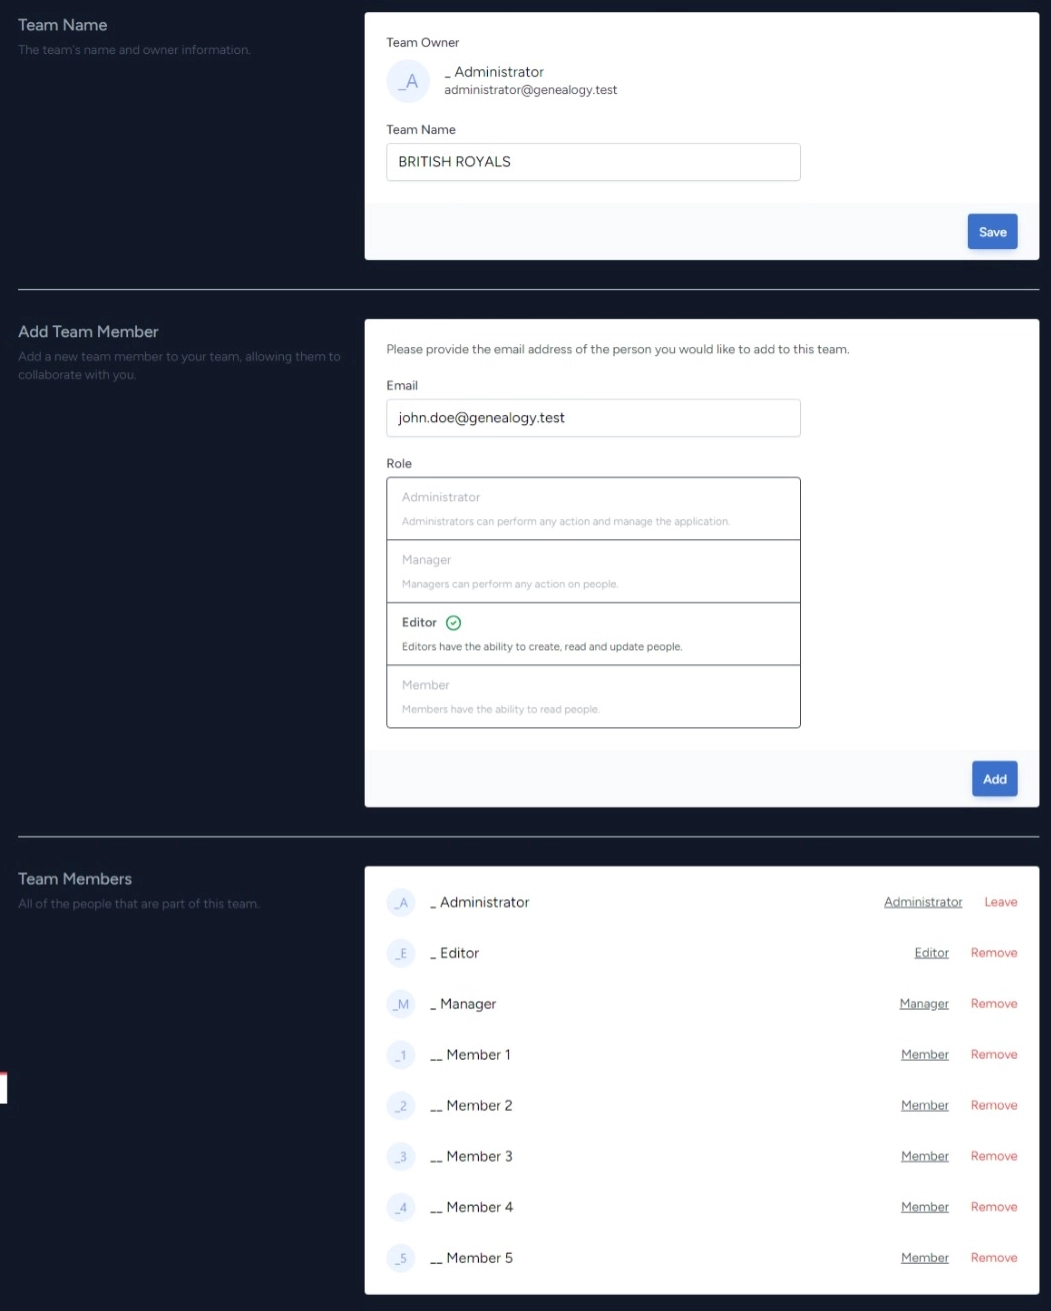 Team Name
The team's name and owner information.
Team Owner
_A
_ Administrator
administrator@genealogy.test
Team Name
BRITISH ROYALS
Save
Add Team Member
Add a new team member to your team, allowing them to
collaborate with you.
Please provide the email address of the person you would like to add to this team.
Email
john.doe@genealogy.test
Role
Administrator
Administrators can perform any action and manage the application.
Manager
Managers can perform any action on people.
Editor
Editors have the ability to create, read and update people.
Member
Members have the ability to read people.
Add
Team Members
All of the people that are part of this team.
_A _ Administrator Administrator Leave
_E _ Editor Editor Remove
_M _ Manager Manager Remove
_1 __ Member 1 Member Remove
_2 __ Member 2 Member Remove
_3 __ Member 3 Member Remove
_4 __ Member 4 Member Remove
_5 __ Member 5 Member Remove